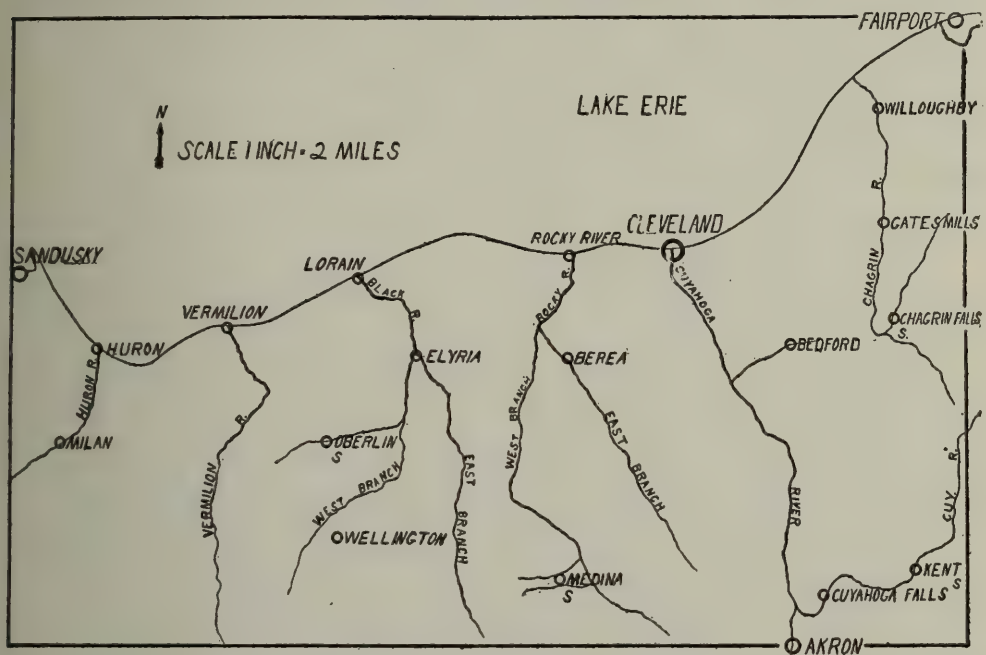 FAIRPORT
LAKE ERIE
WILLOUGHBY
N
SCALE 1 INCH = 2 MILES
R.
GATES MILLS
CHAGRIN
CLEVELAND
ROCKY RIVER
SANDUSKY
LORAIN
BLACK
R.
ROCKY R.
CUYAHOGA
VERMILION
CHAGRIN FALLS
S.
HURON
HURON R.
ELYRIA
BEREA
BEDFORD
MILAN
R.
VERMILION
OBERLIN
S
WEST BRANCH
EAST
BRANCH
WEST BRANCH
EAST
BRANCH
R.
CUY.
WELLINGTON
RIVER
MEDINA
S
KENT
S
CUYAHOGA FALLS
AKRON